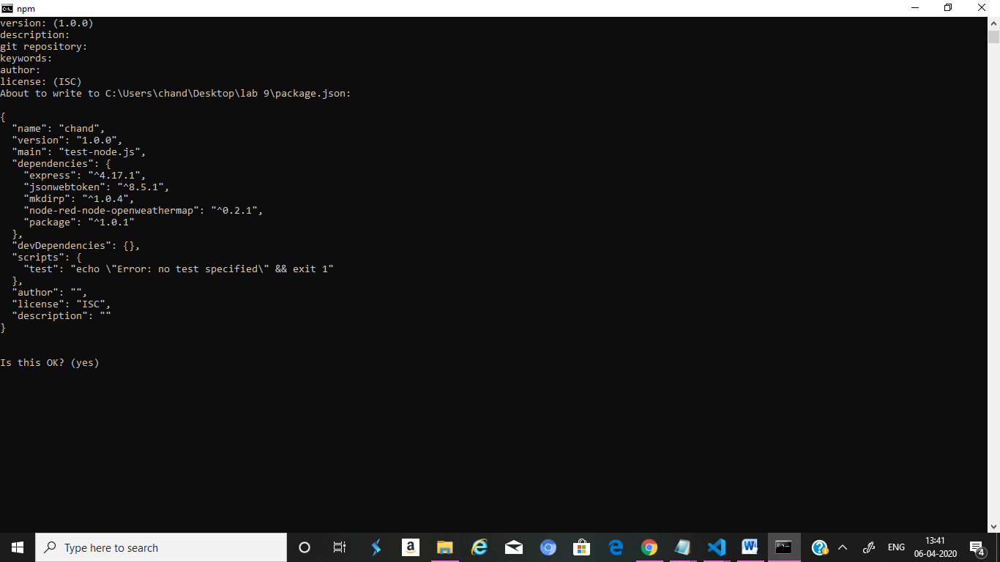 npm
version: (1.0.0)
description:
git repository:
keywords:
author:
license: (ISC)
About to write to C:\Users\chand\Desktop\lab 9\package.json:
{
  "name": "chand",
  "version": "1.0.0",
  "main": "test-node.js",
  "dependencies": {
    "express": "^4.17.1",
    "jsonwebtoken": "^8.5.1",
    "mkdirp": "^1.0.4",
    "node-red-node-openweathermap": "^0.2.1",
    "package": "^1.0.1"
  },
  "devDependencies": {},
  "scripts": {
    "test": "echo \"Error: no test specified\" && exit 1"
  },
  "author": "",
  "license": "ISC",
  "description": ""
}
Is this OK? (yes)
Type here to search
ENG
13:41
06-04-2020
4